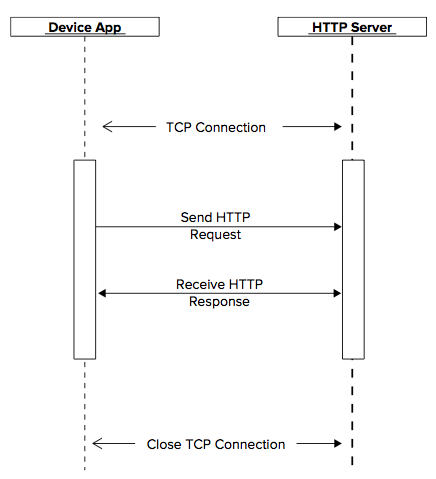 Device App
HTTP Server
TCP Connection
Send HTTP
Request
Receive HTTP
Response
Close TCP Connection